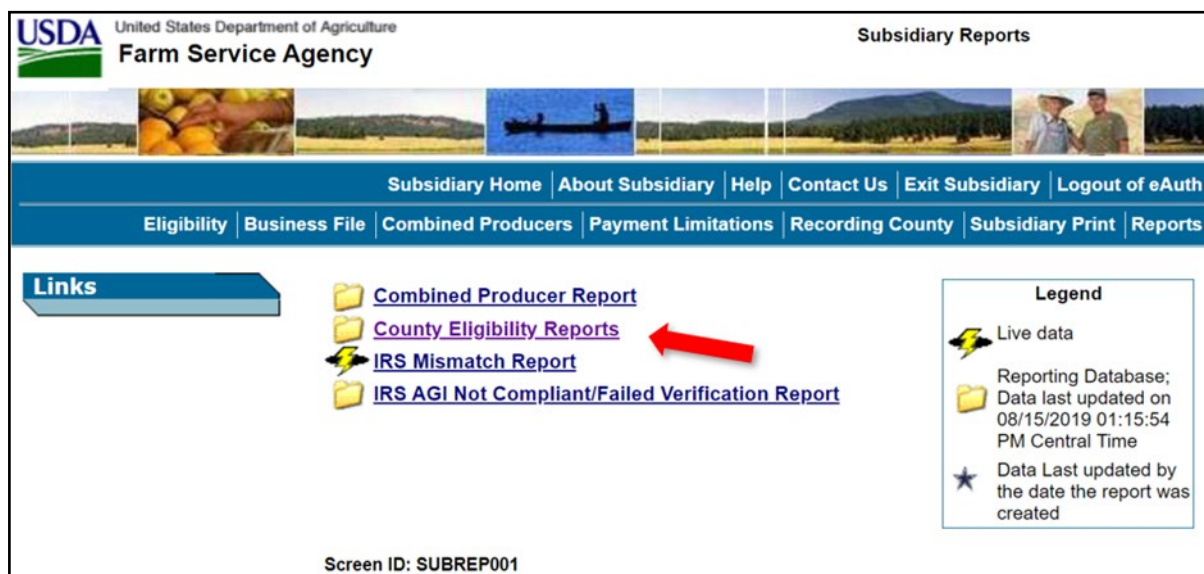 USDA
United States Department of Agriculture
Farm Service Agency
Subsidiary Reports
Subsidiary Home | About Subsidiary | Help | Contact Us | Exit Subsidiary | Logout of eAuth
Eligibility | Business File | Combined Producers | Payment Limitations | Recording County | Subsidiary Print | Reports
Links
Combined Producer Report
County Eligibility Reports
IRS Mismatch Report
IRS AGI Not Compliant/Failed Verification Report
Legend
Live data
Reporting Database;
Data last updated on
08/15/2019 01:15:54
PM Central Time
Data Last updated by
the date the report was
created
Screen ID: SUBREP001